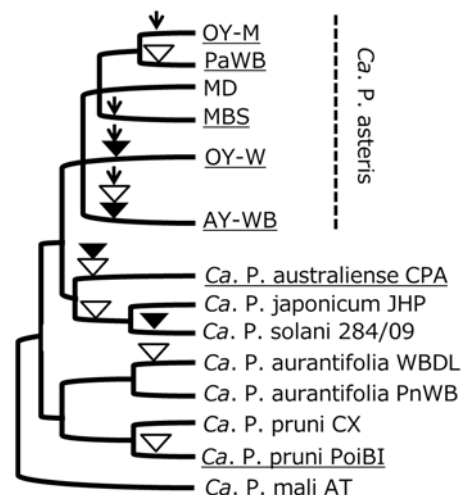 OY-M
PaWB
MD
MBS
OY-W
AY-WB
Ca. P. asteris
Ca. P. australiense CPA
Ca. P. japonicum JHP
Ca. P. solani 284/09
Ca. P. aurantifolia WBDL
Ca. P. aurantifolia PnWB
Ca. P. pruni CX
Ca. P. pruni PoiBI
Ca. P. mali AT